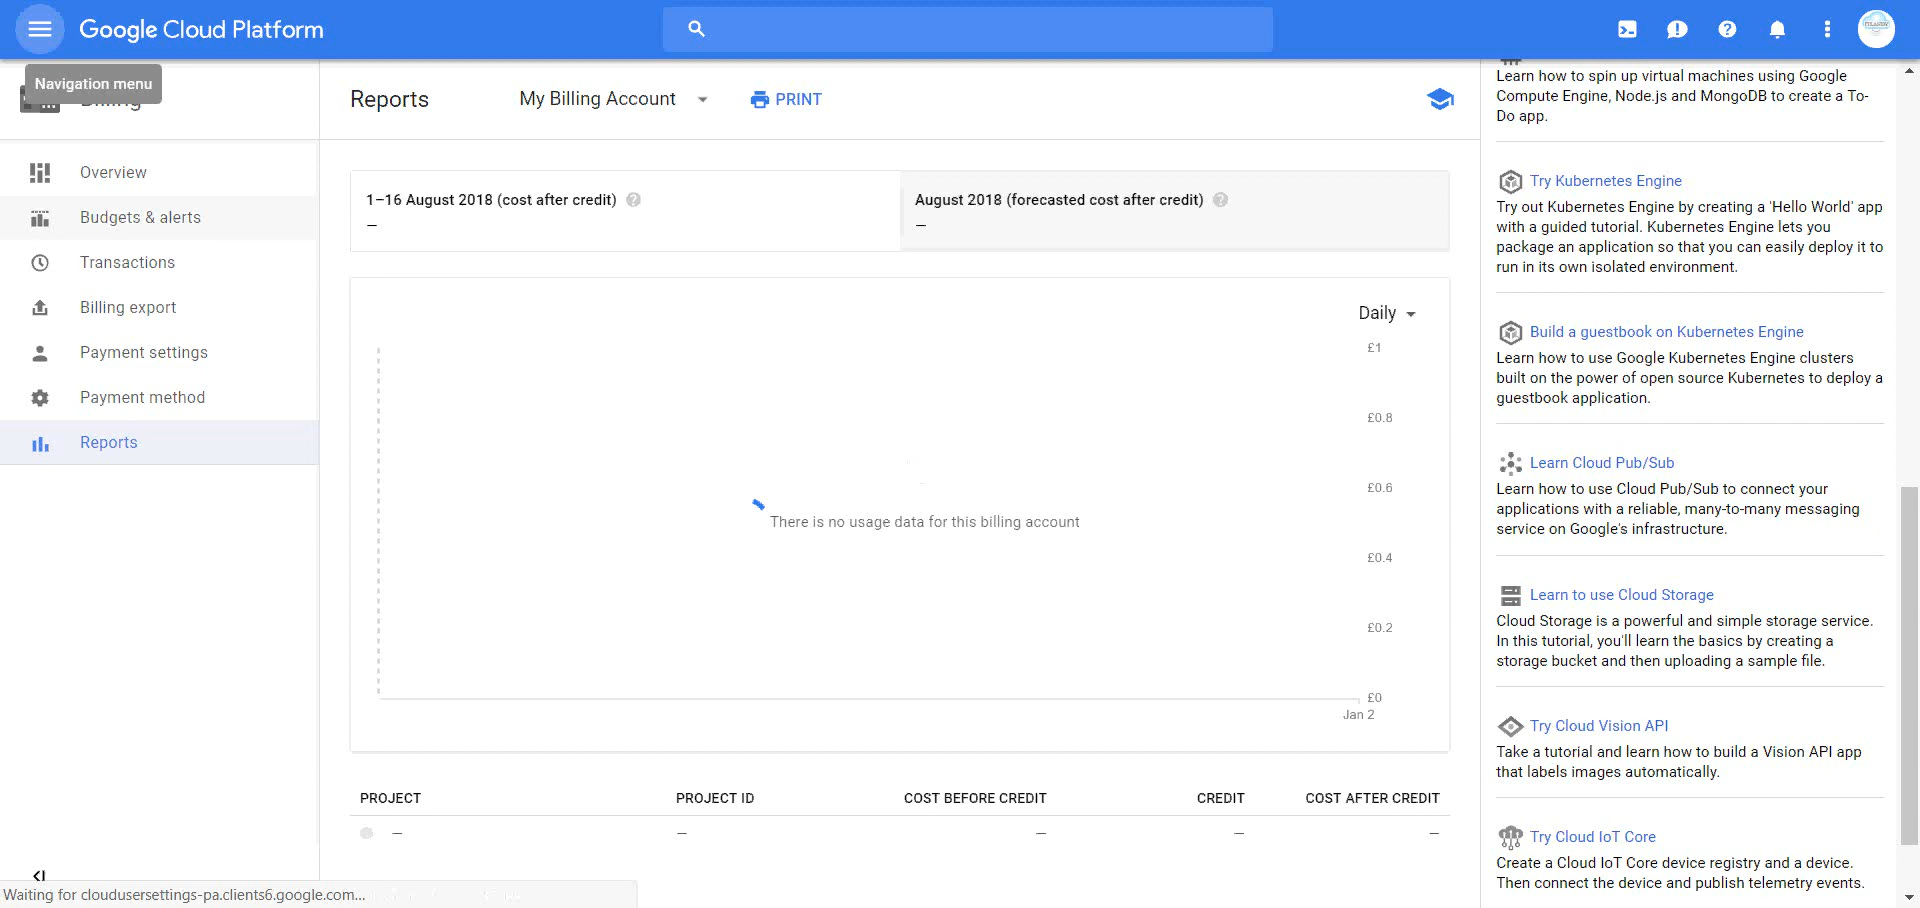 Google Cloud Platform
Navigation menu
Billing
Overview
Budgets & alerts
Transactions
Billing export
Payment settings
Payment method
Reports
Reports
My Billing Account
PRINT
1–16 August 2018 (cost after credit)
–
August 2018 (forecasted cost after credit)
–
Daily
£1
£0.8
£0.6
£0.4
£0.2
£0
Jan 2
There is no usage data for this billing account
PROJECT PROJECT ID COST BEFORE CREDIT CREDIT COST AFTER CREDIT
– – – – –
Learn how to spin up virtual machines using Google
Compute Engine, Node.js and MongoDB to create a To-
Do app.
Try Kubernetes Engine
Try out Kubernetes Engine by creating a 'Hello World' app
with a guided tutorial. Kubernetes Engine lets you
package an application so that you can easily deploy it to
run in its own isolated environment.
Build a guestbook on Kubernetes Engine
Learn how to use Google Kubernetes Engine clusters
built on the power of open source Kubernetes to deploy a
guestbook application.
Learn Cloud Pub/Sub
Learn how to use Cloud Pub/Sub to connect your
applications with a reliable, many-to-many messaging
service on Google's infrastructure.
Learn to use Cloud Storage
Cloud Storage is a powerful and simple storage service.
In this tutorial, you'll learn the basics by creating a
storage bucket and then uploading a sample file.
Try Cloud Vision API
Take a tutorial and learn how to build a Vision API app
that labels images automatically.
Try Cloud IoT Core
Create a Cloud IoT Core device registry and a device.
Then connect the device and publish telemetry events.
Waiting for cloudusersettings-pa.clients6.google.com...